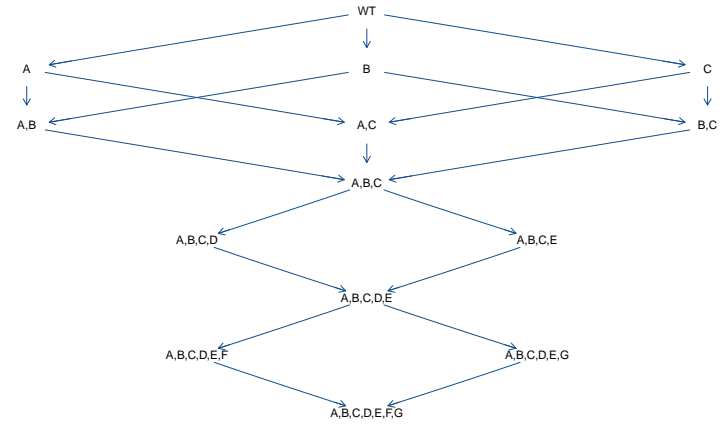 WT
A
B
C
A,B
A,C
B,C
A,B,C
A,B,C,D
A,B,C,E
A,B,C,D,E
A,B,C,D,E,F
A,B,C,D,E,G
A,B,C,D,E,F,G